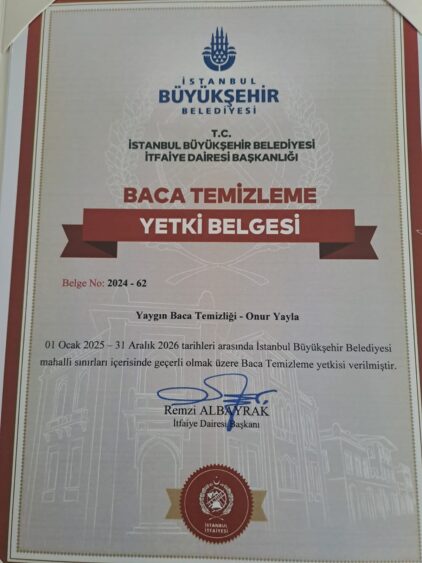 İSTANBUL
BÜYÜKŞEHİR
BELEDİYESİ
T.C.
İSTANBUL BÜYÜKŞEHİR BELEDİYESİ
İTFAİYE DAİRESİ BAŞKANLIĞI
BACA TEMİZLEME
YETKİ BELGESİ
Belge No: 2024 - 62
Yaygın Baca Temizliği - Onur Yayla
01 Ocak 2025 – 31 Aralık 2026 tarihleri arasında İstanbul Büyükşehir Belediyesi
mahalli sınırları içerisinde geçerli olmak üzere Baca Temizleme yetkisi verilmiştir.
Remzi ALBAYRAK
İtfaiye Dairesi Başkanı
İSTANBUL
İTFAİYESİ